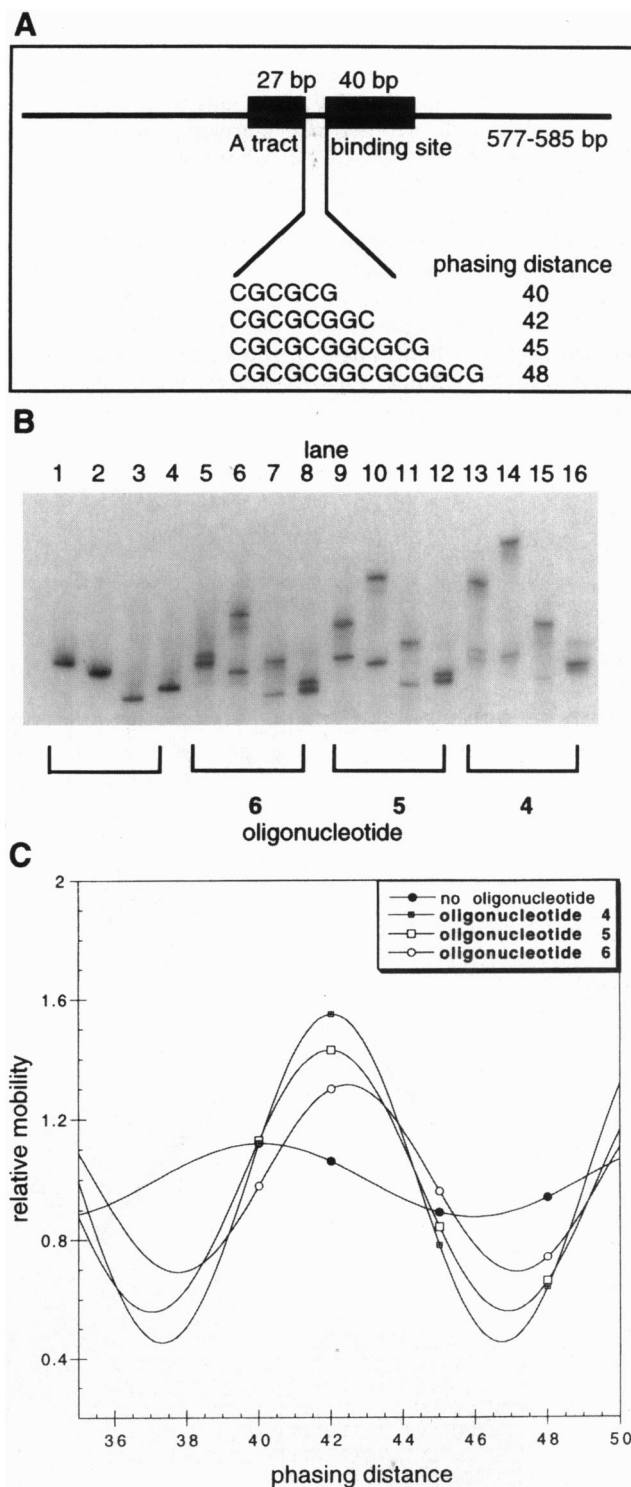 A
27 bp 40 bp
A tract binding site 577-585 bp
phasing distance
CGCGCG 40
CGCGCGGC 42
CGCGCGGCGCG 45
CGCGCGGCGCGGCG 48
B
lane
1 2 3 4 5 6 7 8 9 10 11 12 13 14 15 16
6 5 4
oligonucleotide
C
no oligonucleotide
oligonucleotide 4
oligonucleotide 5
oligonucleotide 6
2
1.6
1.2
0.8
0.4
relative mobility
36 38 40 42 44 46 48 50
phasing distance